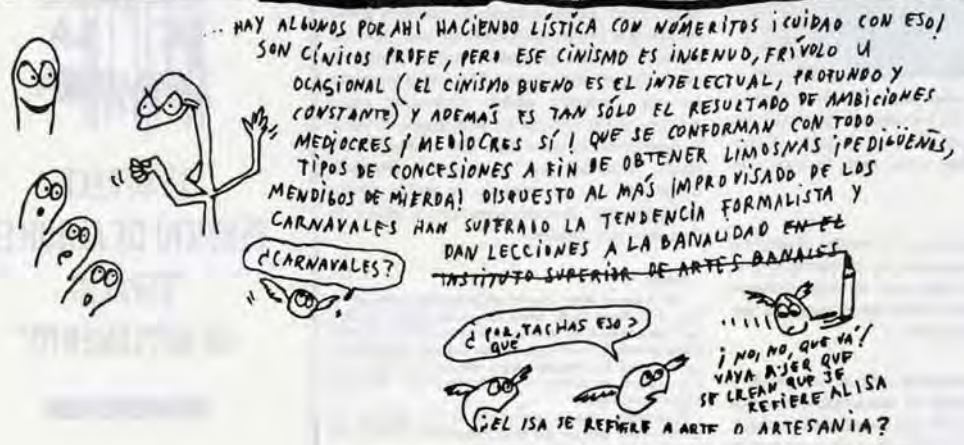 ... HAY ALGUNOS POR AHÍ HACIENDO LÍSTICA CON NÚMERITOS ¡CUIDAO CON ESO!
SON CÍNICOS PROFE, PERO ESE CINISMO ES INGENUO, FRÍVOLO U
OCASIONAL (EL CINISMO BUENO ES EL INTELECTUAL, PROFUNDO Y
CONSTANTE) Y ADEMÁS ES TAN SÓLO EL RESULTADO DE AMBICIONES
MEDIOCRES ¡MEDIOCRES SÍ! QUE SE CONFORMAN CON TODO
TIPOS DE CONCESIONES A FIN DE OBTENER LIMOSNAS ¡PEDIGÜEÑOS,
MENDIGOS DE MIERDA! DISPUESTO AL MAS IMPROVISADO DE LOS
CARNAVALES HAN SUPERADO LA TENDENCIA FORMALISTA Y
DAN LECCIONES A LA BANALIDAD EN EL
INSTITUTO SUPERIOR DE ARTES BANALES
¿CARNAVALES?
¿POR QUE TACHAS ESO?
¡NO, NO, QUE VA!
VAYA A SER QUE
SE CREAN QUE SE
REFIERE AL ISA
¿EL ISA SE REFIERE A ARTE O ARTESANIA?